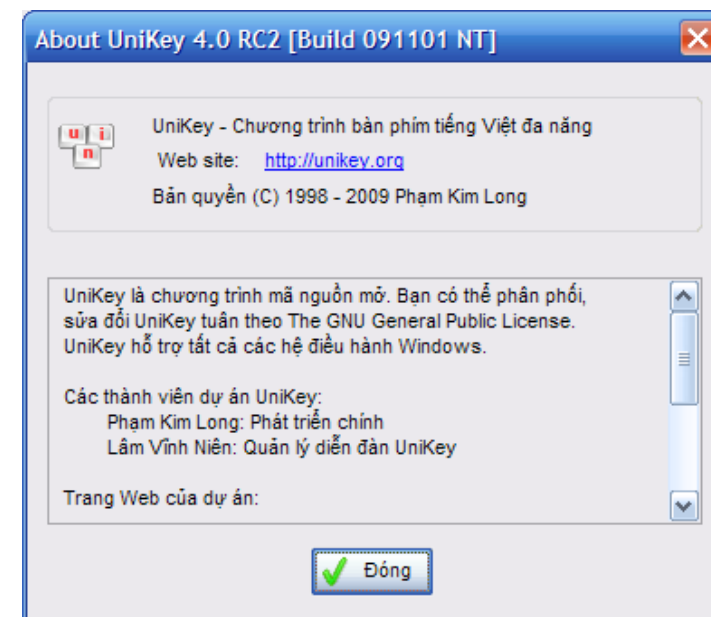 About UniKey 4.0 RC2 [Build 091101 NT]
u i
n
UniKey - Chương trình bàn phím tiếng Việt đa năng
Web site: http://unikey.org
Bản quyền (C) 1998 - 2009 Phạm Kim Long
UniKey là chương trình mã nguồn mở. Bạn có thể phân phối,
sửa đổi UniKey tuân theo The GNU General Public License.
UniKey hỗ trợ tất cả các hệ điều hành Windows.
Các thành viên dự án UniKey:
Phạm Kim Long: Phát triển chính
Lâm Vĩnh Niên: Quản lý diễn đàn UniKey
Trang Web của dự án:
Đóng